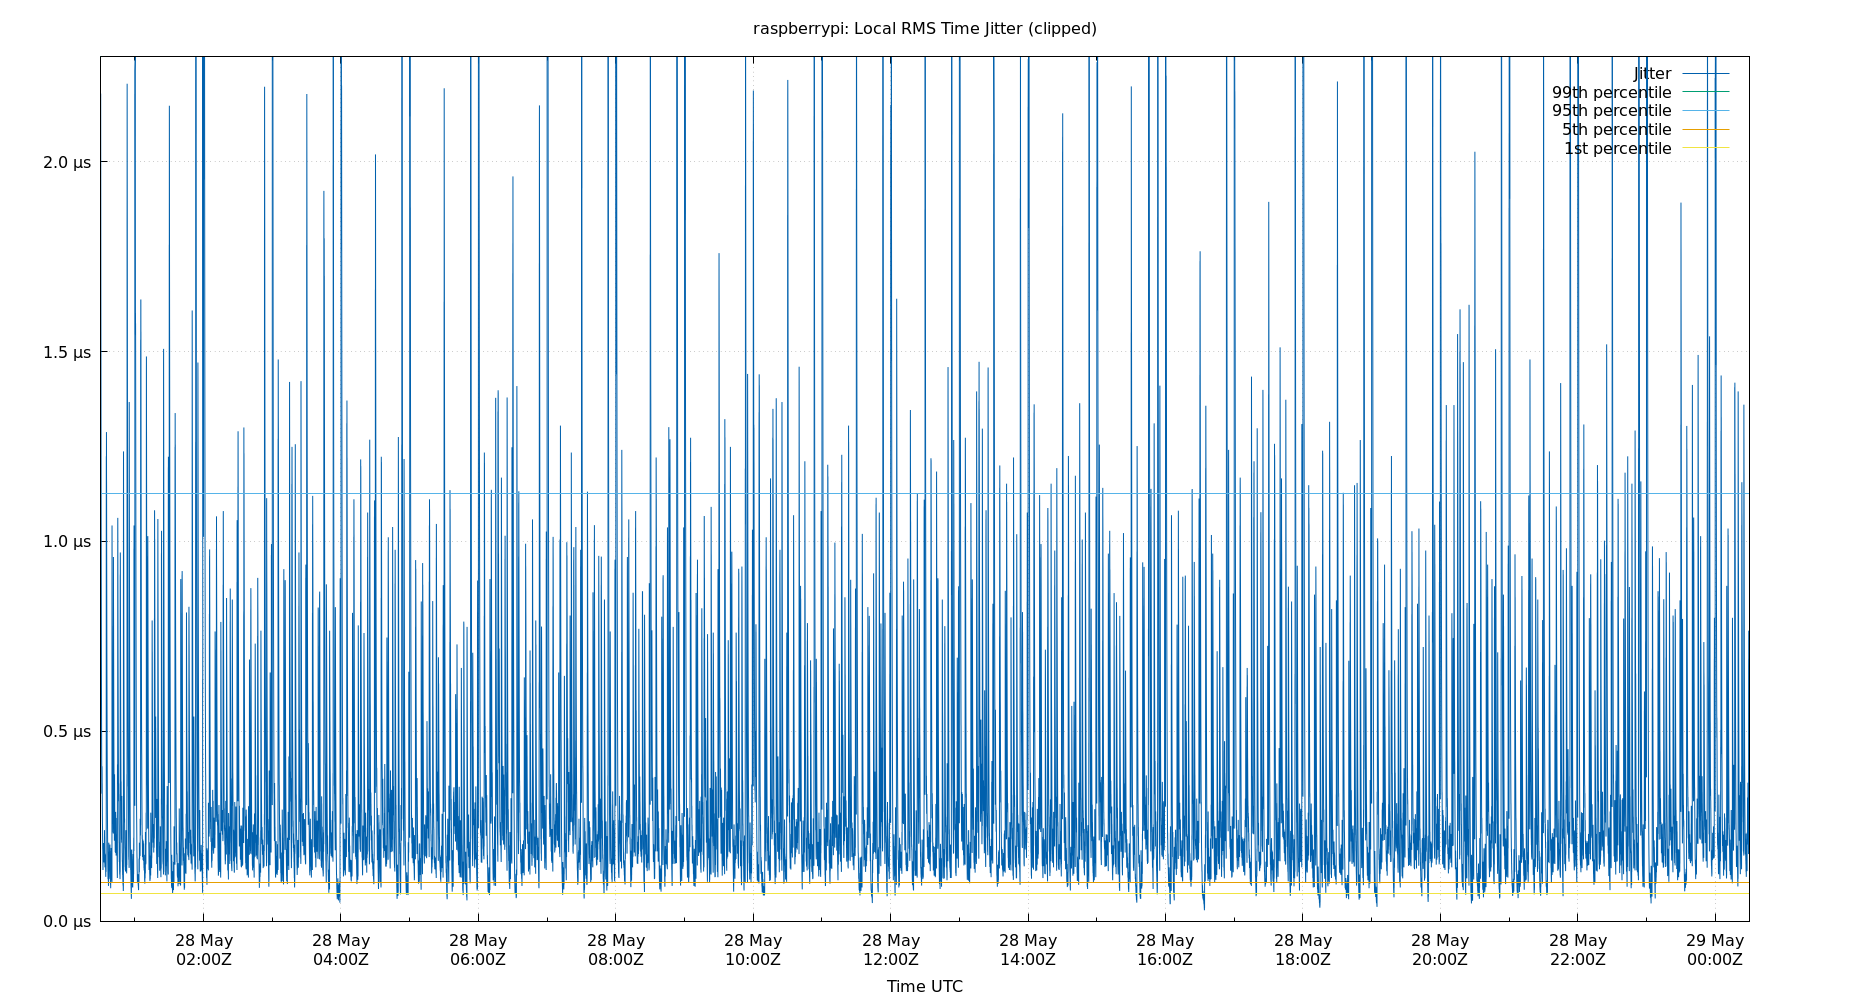 raspberrypi: Local RMS Time Jitter (clipped)
Jitter
99th percentile
95th percentile
5th percentile
1st percentile
2.0 µs
1.5 µs
1.0 µs
0.5 µs
0.0 µs
28 May 28 May 28 May 28 May 28 May 28 May 28 May 28 May 28 May 28 May 28 May 29 May
02:00Z 04:00Z 06:00Z 08:00Z 10:00Z 12:00Z 14:00Z 16:00Z 18:00Z 20:00Z 22:00Z 00:00Z
Time UTC